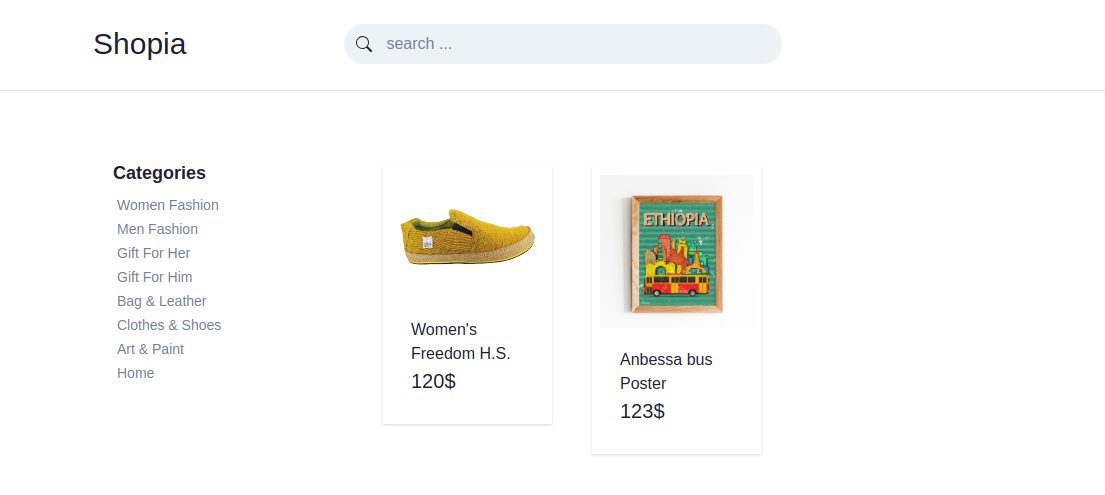 Shopia
search ...
Categories
Women Fashion
Men Fashion
Gift For Her
Gift For Him
Bag & Leather
Clothes & Shoes
Art & Paint
Home
Women's
Freedom H.S.
120$
ETHIOPIA
Anbessa bus
Poster
123$